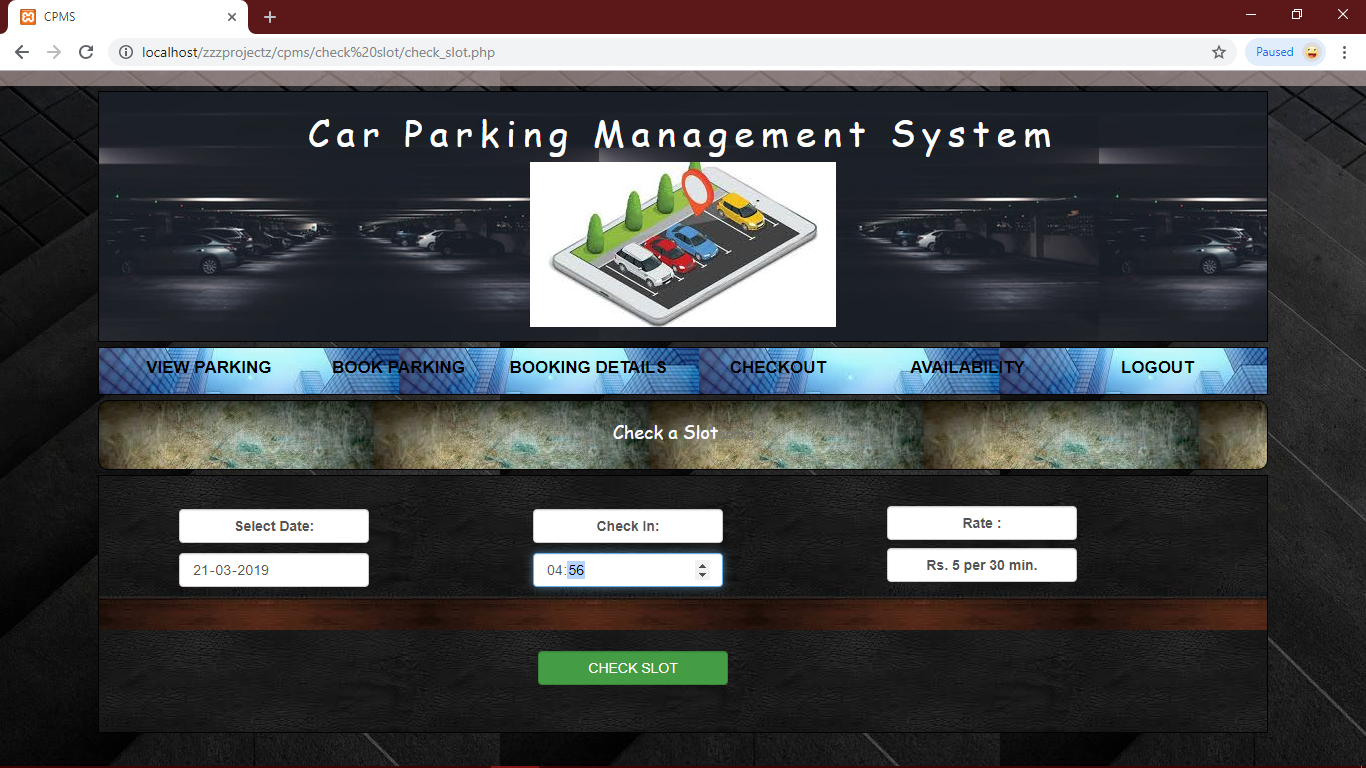 CPMS
localhost/zzzprojectz/cpms/check%20slot/check_slot.php
Paused
Car Parking Management System
VIEW PARKING BOOK PARKING BOOKING DETAILS CHECKOUT AVAILABILITY LOGOUT
Check a Slot
Select Date: Check In: Rate :
21-03-2019 04:56 Rs. 5 per 30 min.
CHECK SLOT